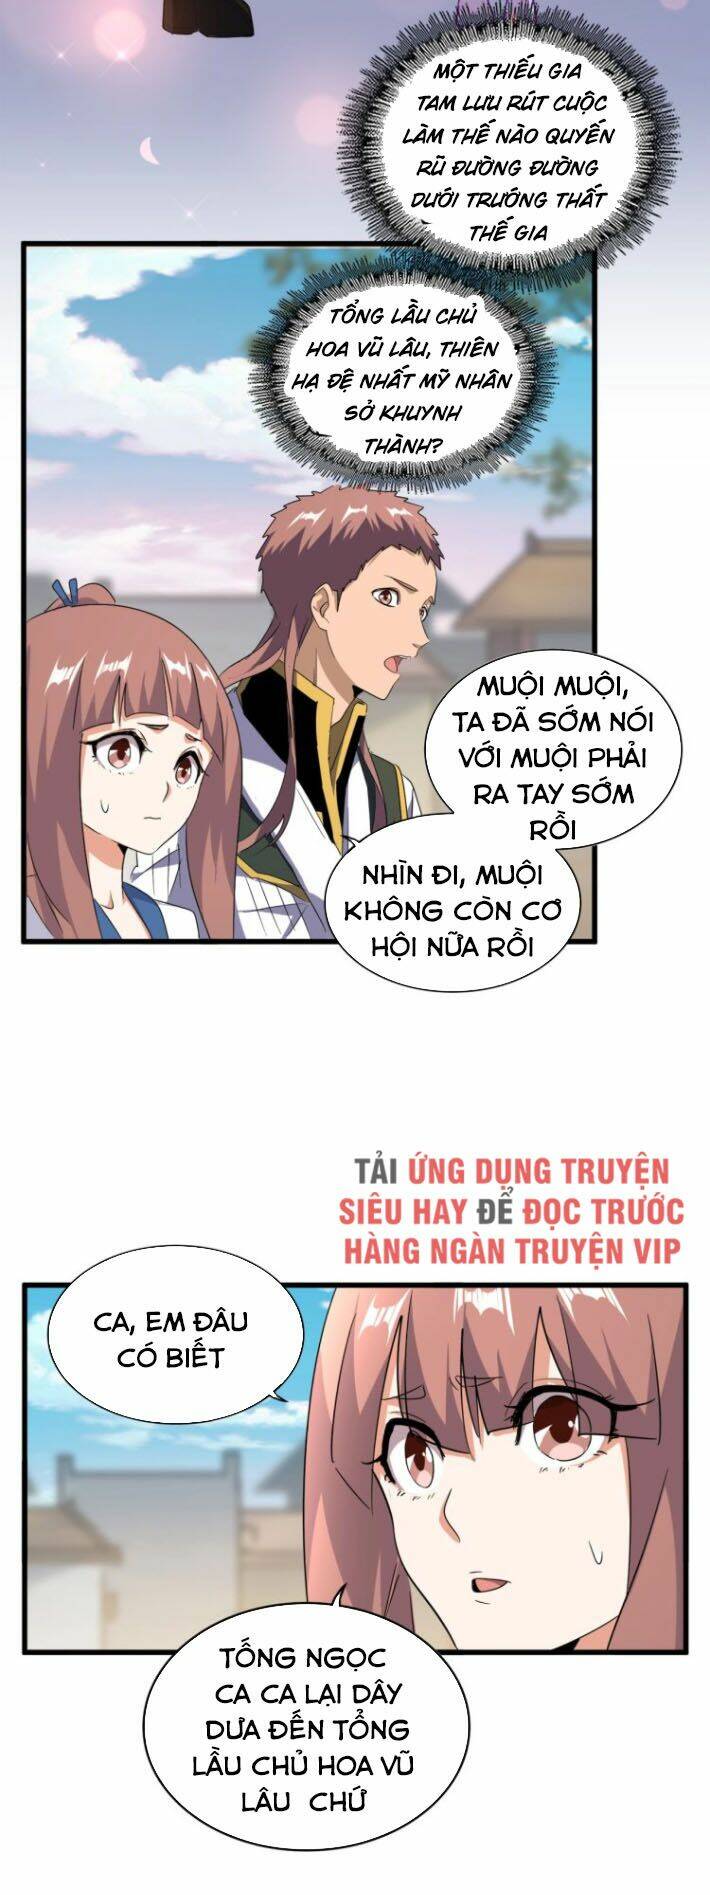 MỘT THIẾU GIA
TAM LƯU RÚT CUỘC
LÀM THẾ NÀO QUYẾN
RŨ ĐƯỜNG ĐƯỜNG
DƯỚI TRƯỚNG THẤT
THẾ GIA
TỔNG LẦU CHỦ
HOA VŨ LÂU, THIÊN
HẠ ĐỆ NHẤT MỸ NHÂN
SỞ KHUYNH
THÀNH?
MUỘI MUỘI,
TA ĐÃ SỚM NÓI
VỚI MUỘI PHẢI
RA TAY SỚM
RỒI
NHÌN ĐI, MUỘI
KHÔNG CÒN CƠ
HỘI NỮA RỒI
TẢI ỨNG DỤNG TRUYỆN
SIÊU HAY ĐỂ ĐỌC TRƯỚC
HÀNG NGÀN TRUYỆN VIP
CA, EM ĐÂU
CÓ BIẾT
TỐNG NGỌC
CA CA LẠI DÂY
DƯA ĐẾN TỔNG
LẦU CHỦ HOA VŨ
LÂU CHỨ